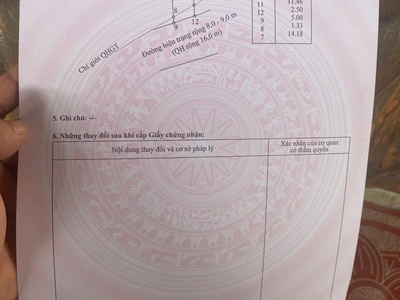 11.46
11
2.50
12
5.00
9
1.33
8
14.18
7
8
9 12
Chỉ giới QHGT
Đường hiện trạng rộng 8,0 - 9,0 m
(QH rộng 16,0 m)
5. Ghi chú: -/-
6. Những thay đổi sau khi cấp Giấy chứng nhận:
Nội dung thay đổi và cơ sở pháp lý
Xác nhận của cơ quan
có thẩm quyền